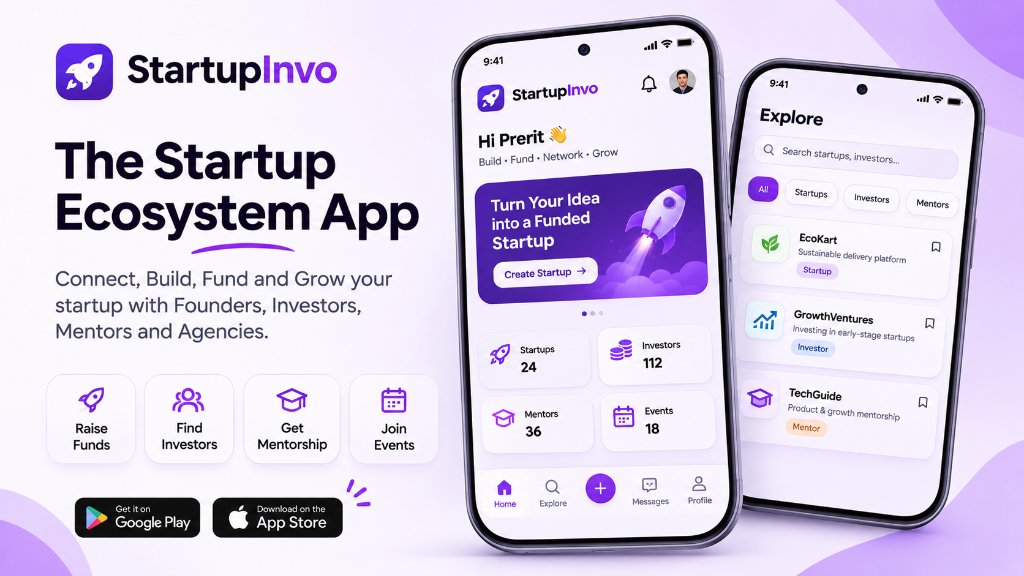 StartupInvo
The Startup
Ecosystem App
Connect, Build, Fund and Grow your
startup with Founders, Investors,
Mentors and Agencies.
Raise
Funds
Find
Investors
Get
Mentorship
Join
Events
Get it on
Google Play
Download on the
App Store
9:41
StartupInvo
Hi Prerit 👋
Build • Fund • Network • Grow
Turn Your Idea
into a Funded
Startup
Create Startup →
Startups
24
Investors
112
Mentors
36
Events
18
Home
Explore
Messages
Profile
9:41
Explore
Search startups, investors...
All
Startups
Investors
Mentors
EcoKart
Sustainable delivery platform
Startup
GrowthVentures
Investing in early-stage startups
Investor
TechGuide
Product & growth mentorship
Mentor